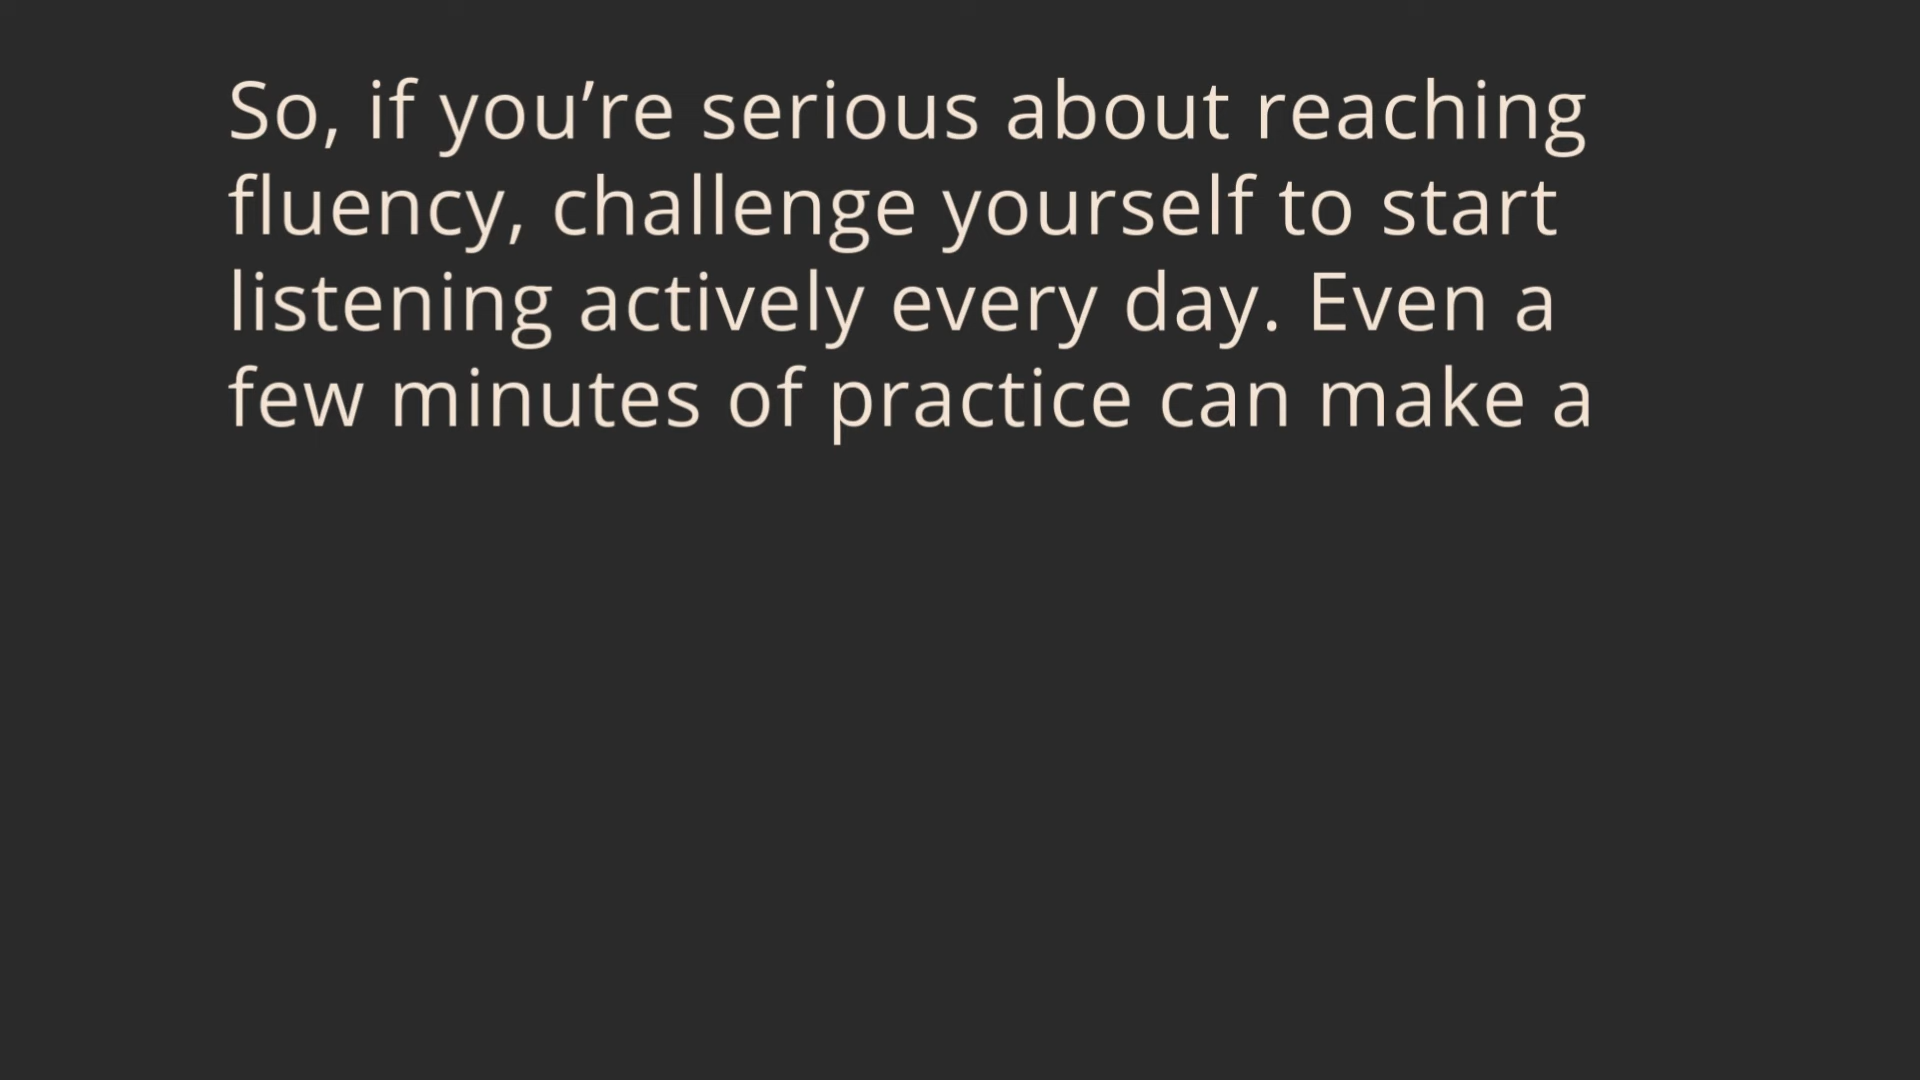 So, if you’re serious about reaching
fluency, challenge yourself to start
listening actively every day. Even a
few minutes of practice can make a